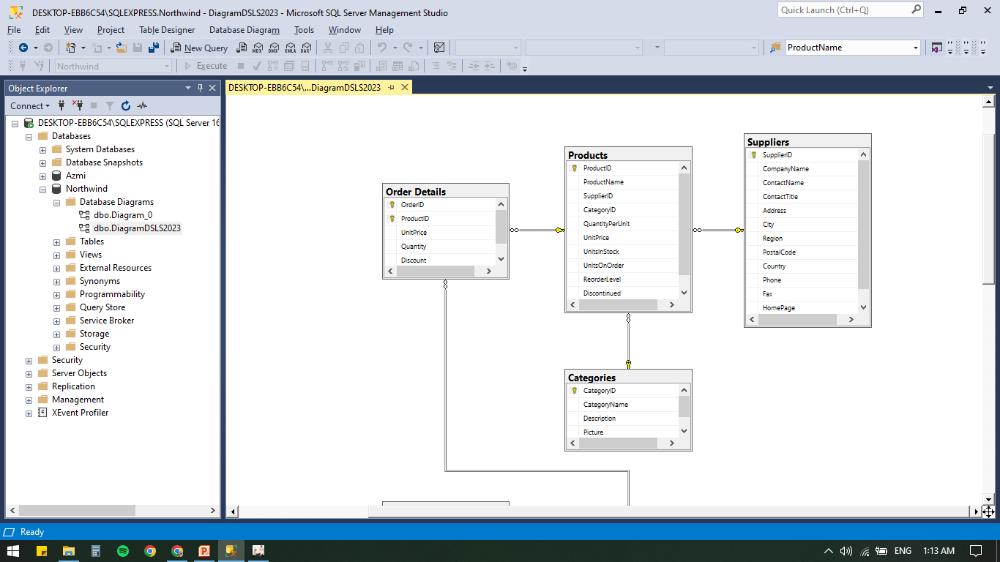 DESKTOP-EBB6C54\SQLEXPRESS.Northwind - DiagramDSLS2023 - Microsoft SQL Server Management Studio
Quick Launch (Ctrl+Q)
File Edit View Project Table Designer Database Diagram Tools Window Help
New Query MDX DMX XMLA DAX ProductName
Northwind Execute
Object Explorer
DESKTOP-EBB6C54\...DiagramDSLS2023
Connect
DESKTOP-EBB6C54\SQLEXPRESS (SQL Server 16
Databases
System Databases
Database Snapshots
Azmi
Northwind
Database Diagrams
dbo.Diagram_0
dbo.DiagramDSLS2023
Tables
Views
External Resources
Synonyms
Programmability
Query Store
Service Broker
Storage
Security
Security
Server Objects
Replication
Management
XEvent Profiler
Order Details
OrderID
ProductID
UnitPrice
Quantity
Discount
Products
ProductID
ProductName
SupplierID
CategoryID
QuantityPerUnit
UnitPrice
UnitsInStock
UnitsOnOrder
ReorderLevel
Discontinued
Suppliers
SupplierID
CompanyName
ContactName
ContactTitle
Address
City
Region
PostalCode
Country
Phone
Fax
HomePage
Categories
CategoryID
CategoryName
Description
Picture
Ready
ENG 1:13 AM